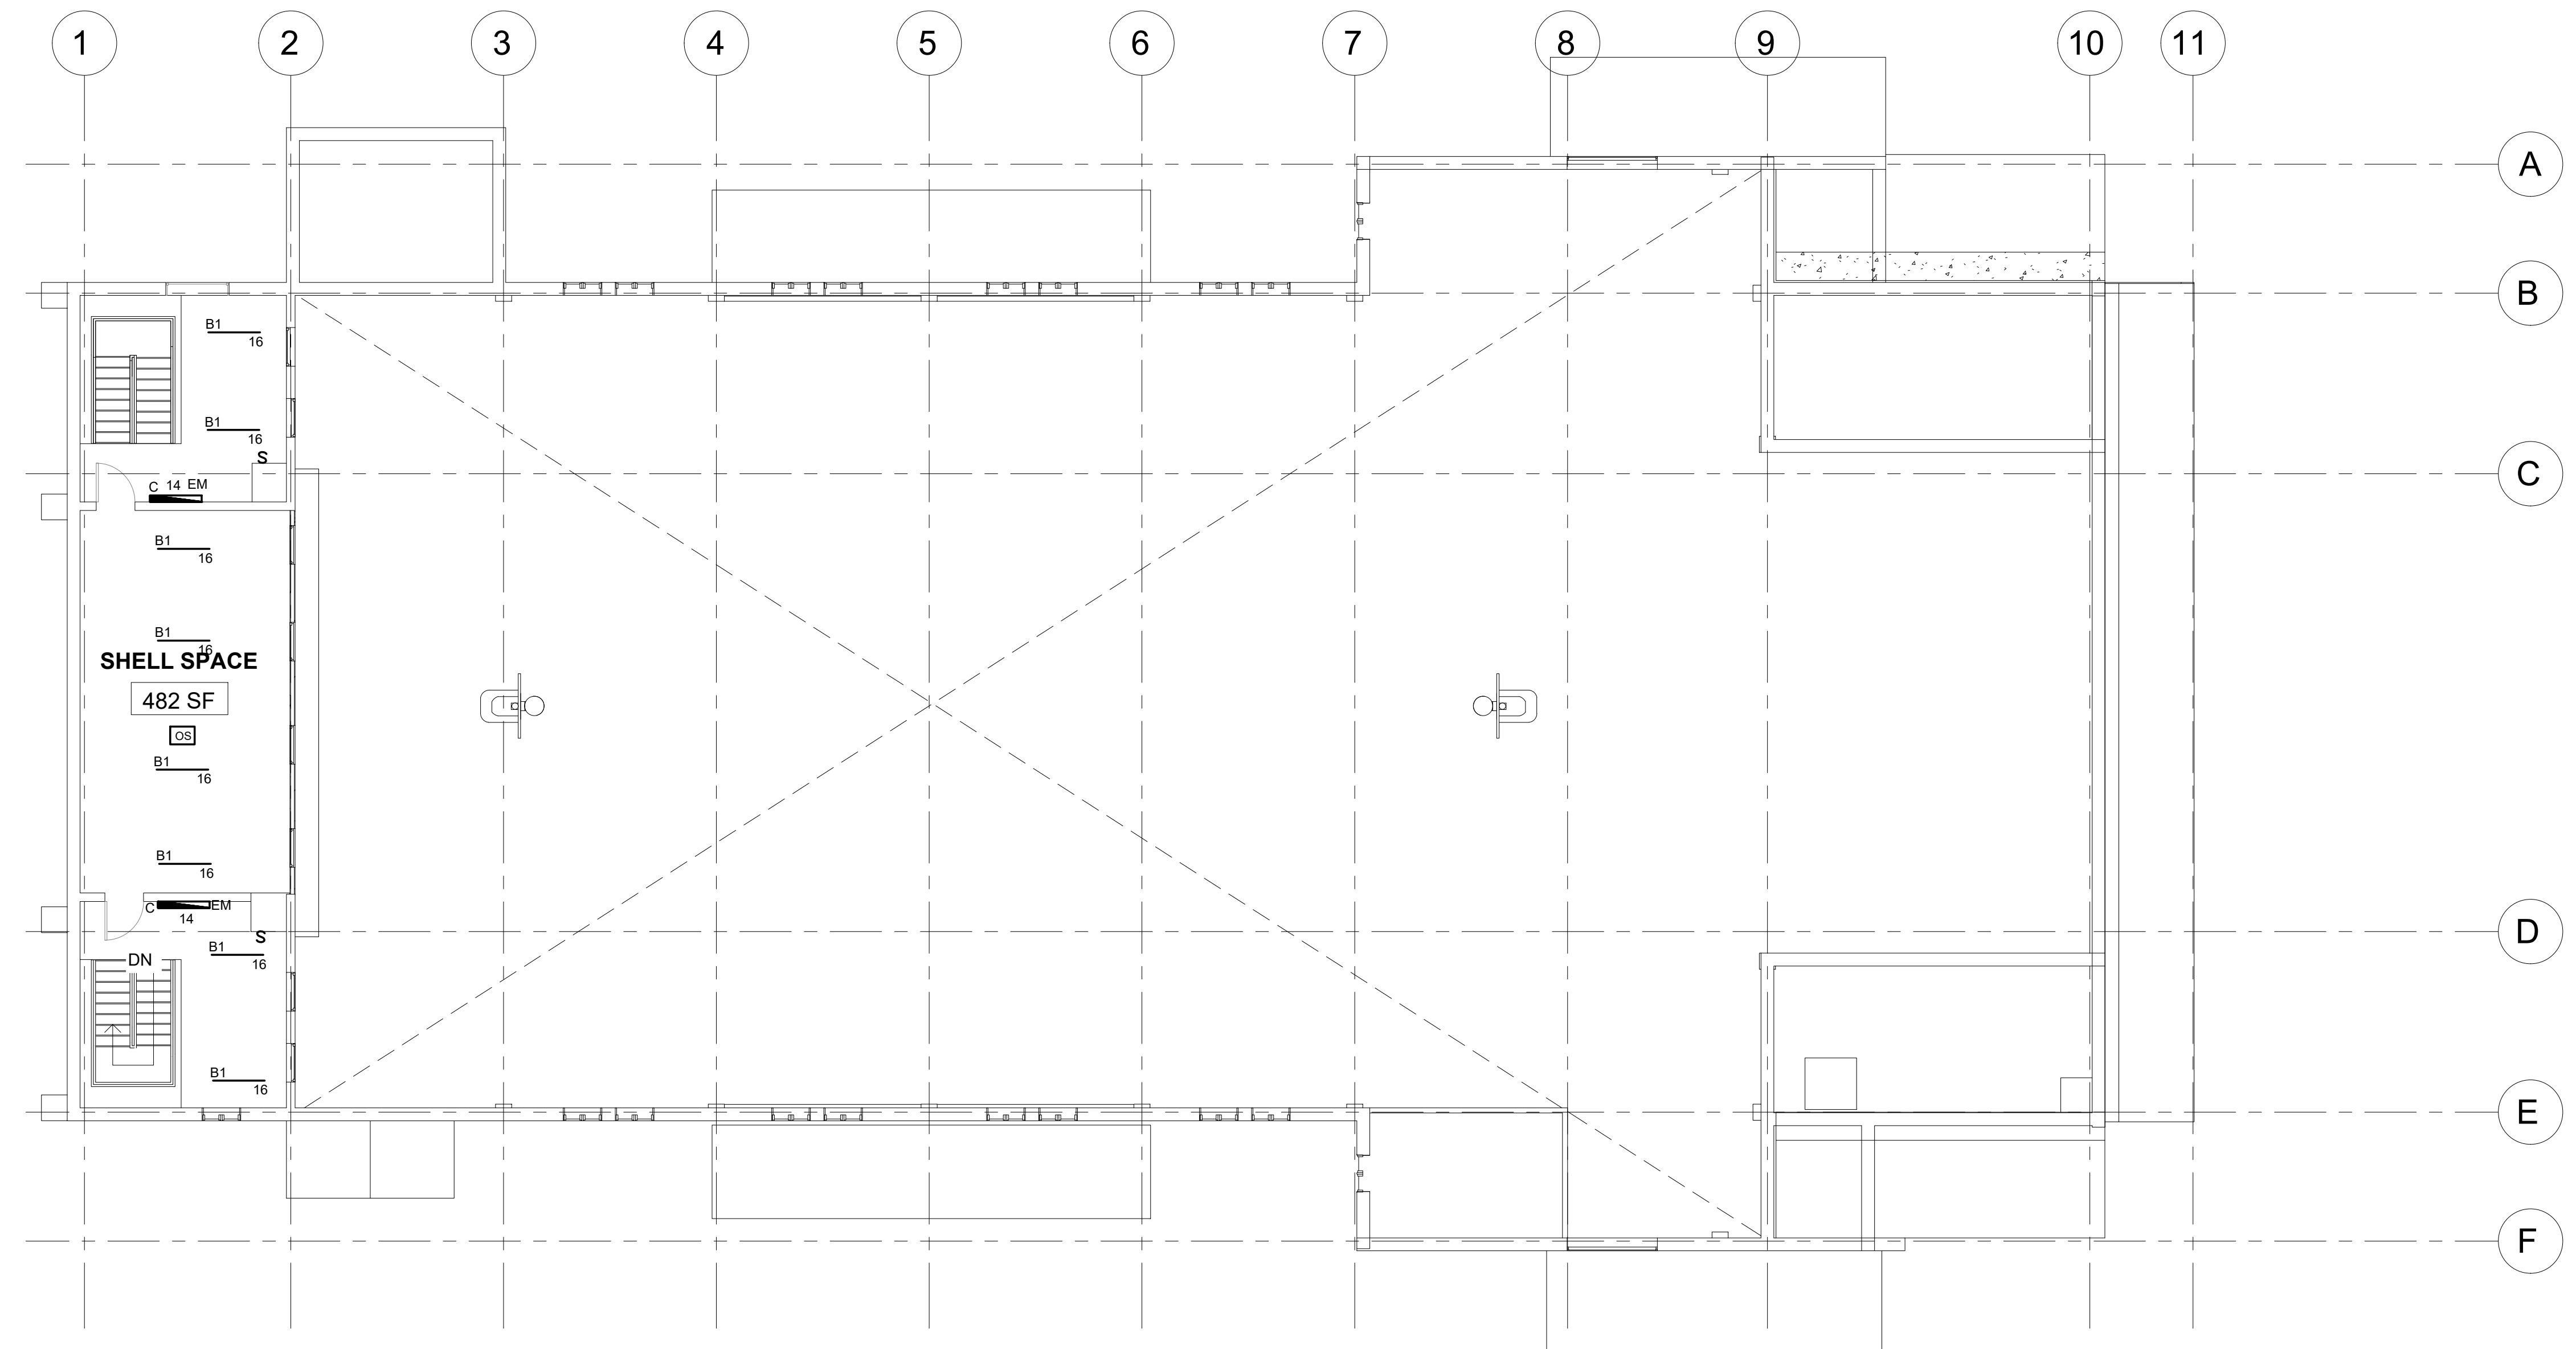 1 2 3 4 5 6 7 8 9 10 11
A
B
B1
16
B1
16
S
C
C 14 EM
B1
16
B1
16
SHELL SPACE
482 SF
OS
B1
16
B1
16
C EM
14
S
D
B1
16
DN
B1
16
E
F